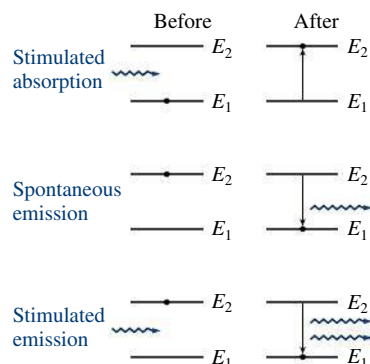 Before After
Stimulated
absorption
E2 E2
E1 E1
Spontaneous
emission
E2 E2
E1 E1
Stimulated
emission
E2 E2
E1 E1